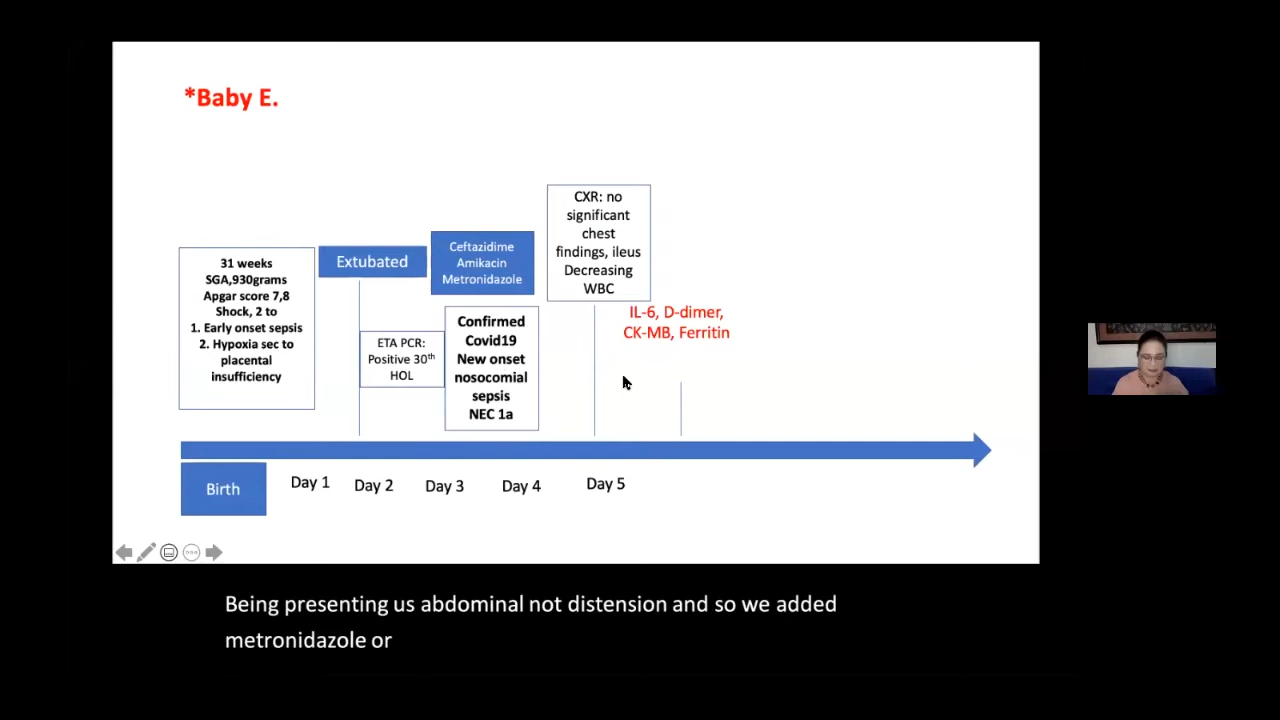 *Baby E.
31 weeks
SGA,930grams
Apgar score 7,8
Shock, 2 to
1. Early onset sepsis
2. Hypoxia sec to
placental
insufficiency
Extubated
ETA PCR:
Positive 30th
HOL
Ceftazidime
Amikacin
Metronidazole
Confirmed
Covid19
New onset
nosocomial
sepsis
NEC 1a
CXR: no
significant
chest
findings, ileus
Decreasing
WBC
IL-6, D-dimer,
CK-MB, Ferritin
Birth
Day 1
Day 2
Day 3
Day 4
Day 5
Being presenting us abdominal not distension and so we added
metronidazole or